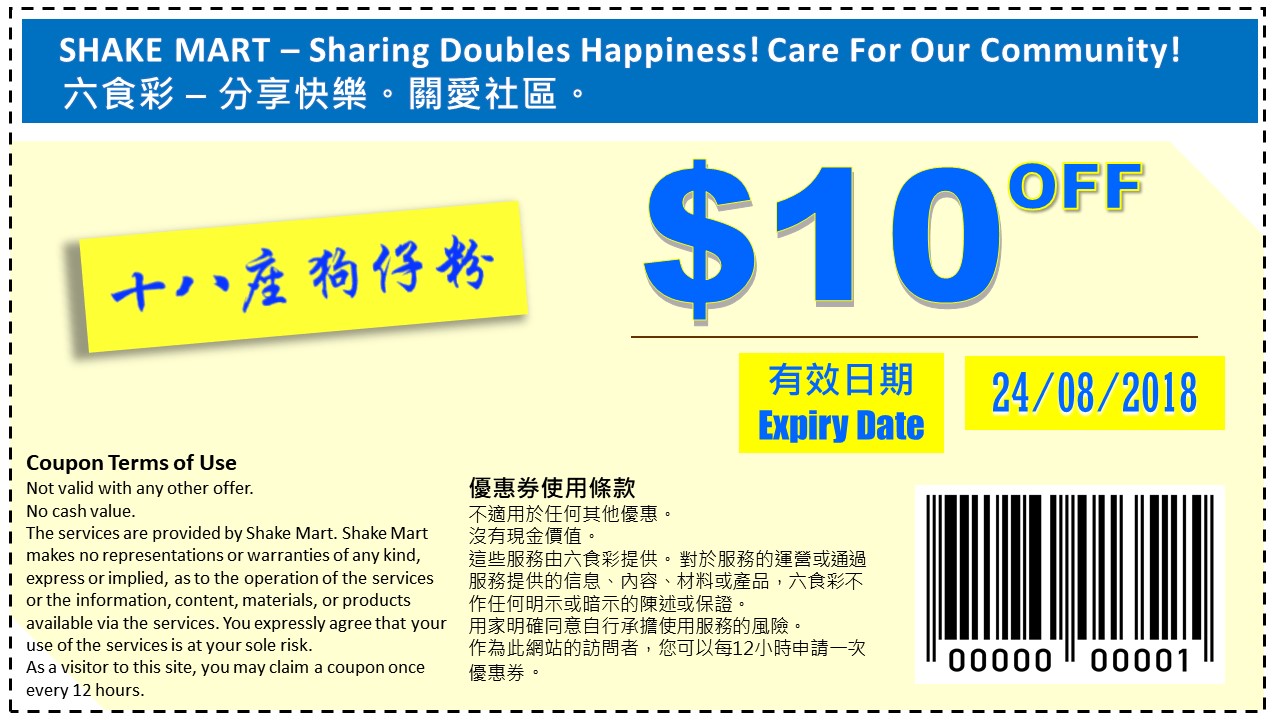 SHAKE MART – Sharing Doubles Happiness! Care For Our Community!
六食彩 – 分享快樂。關愛社區。
$10 OFF
十八座狗仔粉
有效日期
Expiry Date
24/08/2018
Coupon Terms of Use
Not valid with any other offer.
No cash value.
The services are provided by Shake Mart. Shake Mart
makes no representations or warranties of any kind,
express or implied, as to the operation of the services
or the information, content, materials, or products
available via the services. You expressly agree that your
use of the services is at your sole risk.
As a visitor to this site, you may claim a coupon once
every 12 hours.
優惠券使用條款
不適用於任何其他優惠。
沒有現金價值。
這些服務由六食彩提供。 對於服務的運營或通過
服務提供的信息、內容、材料或產品，六食彩不
作任何明示或暗示的陳述或保證。
用家明確同意自行承擔使用服務的風險。
作為此網站的訪問者，您可以每12小時申請一次
優惠券。
00000 00001